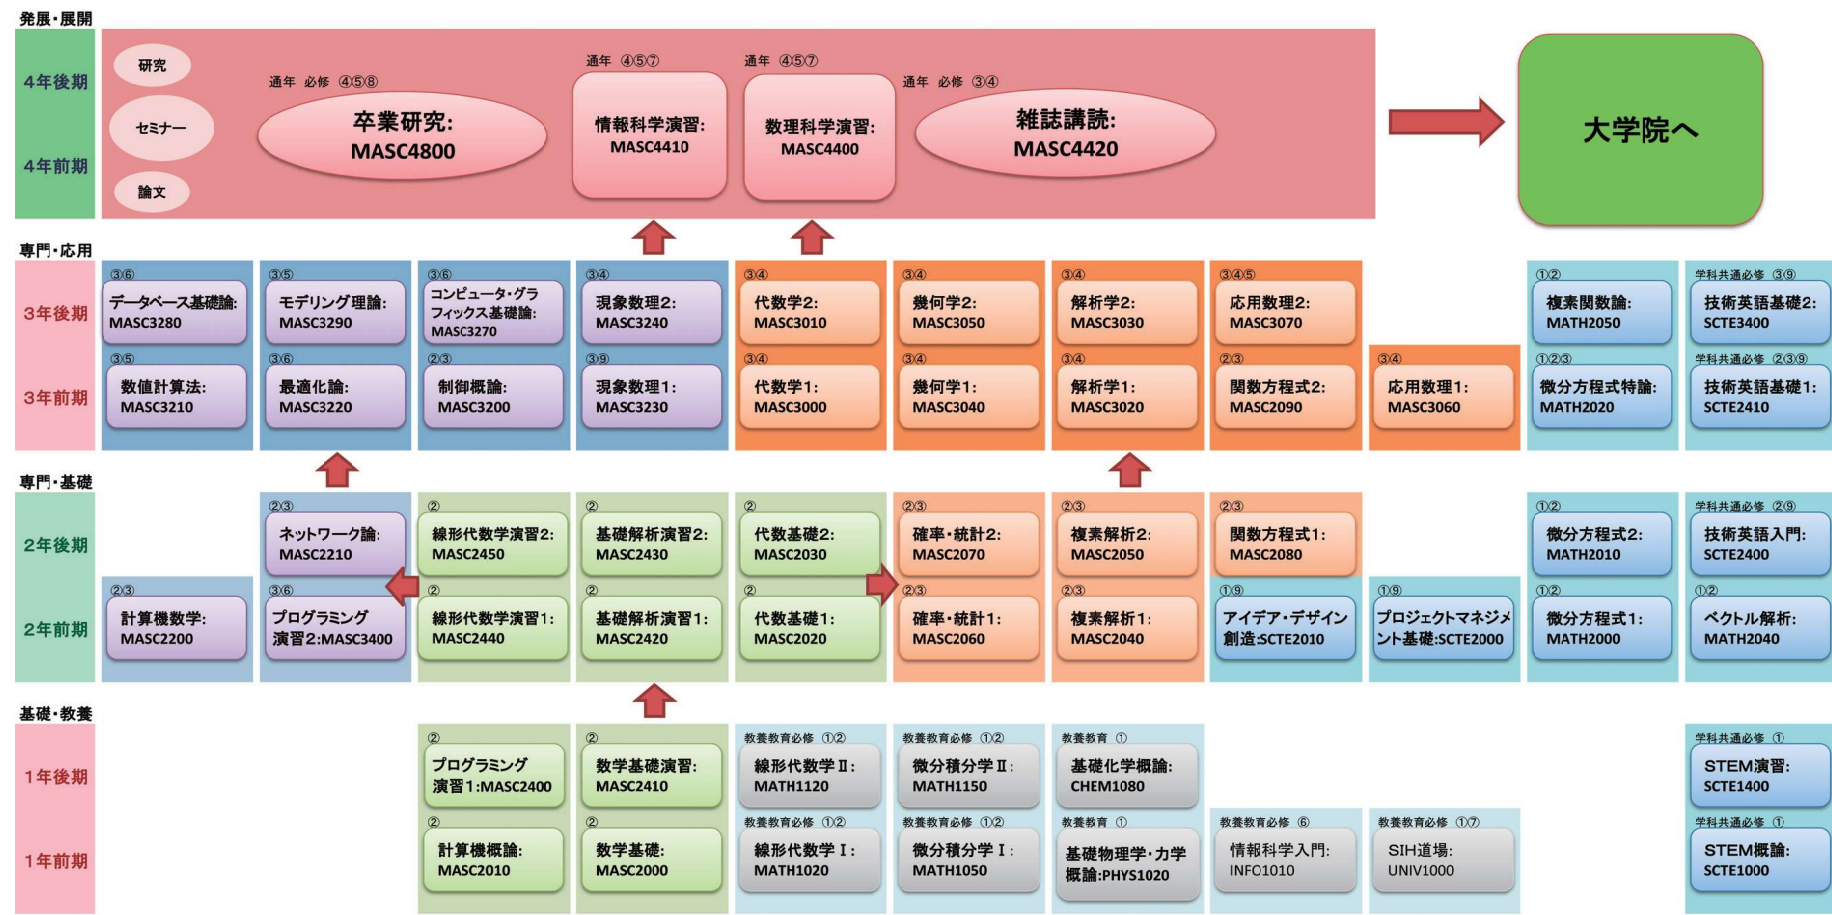 発展・展開
4年後期
4年前期
研究
セミナー
論文
通年 必修 ④⑤⑧
卒業研究:
MASC4800
通年 ④⑤⑦
情報科学演習:
MASC4410
通年 ④⑤⑦
数理科学演習:
MASC4400
通年 必修 ③④
雑誌講読:
MASC4420
大学院へ
専門・応用
3年後期
③⑥
データベース基礎論:
MASC3280
③⑤
モデリング理論:
MASC3290
③⑥
コンピュータ・グラ
フィックス基礎論:
MASC3270
③④
現象数理2:
MASC3240
③④
代数学2:
MASC3010
③④
幾何学2:
MASC3050
③④
解析学2:
MASC3030
③④⑤
応用数理2:
MASC3070
①②
複素関数論:
MATH2050
学科共通必修 ③⑨
技術英語基礎2:
SCTE3400
3年前期
③⑤
数値計算法:
MASC3210
③⑥
最適化論:
MASC3220
②③
制御概論:
MASC3200
③⑨
現象数理1:
MASC3230
③④
代数学1:
MASC3000
③④
幾何学1:
MASC3040
③④
解析学1:
MASC3020
②③
関数方程式2:
MASC2090
③④
応用数理1:
MASC3060
①②③
微分方程式特論:
MATH2020
学科共通必修 ②③⑨
技術英語基礎1:
SCTE2410
専門・基礎
2年後期
②③
ネットワーク論:
MASC2210
②
線形代数学演習2:
MASC2450
②
基礎解析演習2:
MASC2430
②
代数基礎2:
MASC2030
②③
確率・統計2:
MASC2070
②③
複素解析2:
MASC2050
②③
関数方程式1:
MASC2080
①②
微分方程式2:
MATH2010
学科共通必修 ②⑨
技術英語入門:
SCTE2400
2年前期
②③
計算機数学:
MASC2200
③⑥
プログラミング
演習2:MASC3400
②
線形代数学演習1:
MASC2440
②
基礎解析演習1:
MASC2420
②
代数基礎1:
MASC2020
②③
確率・統計1:
MASC2060
②③
複素解析1:
MASC2040
①⑨
アイデア・デザイン
創造:SCTE2010
①⑨
プロジェクトマネジメ
ント基礎:SCTE2000
①②
微分方程式1:
MATH2000
①②
ベクトル解析:
MATH2040
基礎・教養
1年後期
②
プログラミング
演習1:MASC2400
②
数学基礎演習:
MASC2410
教養教育必修 ①②
線形代数学Ⅱ:
MATH1120
教養教育必修 ①②
微分積分学Ⅱ:
MATH1150
教養教育 ①
基礎化学概論:
CHEM1080
学科共通必修 ①
STEM演習:
SCTE1400
1年前期
②
計算機概論:
MASC2010
②
数学基礎:
MASC2000
教養教育必修 ①②
線形代数学Ⅰ:
MATH1020
教養教育必修 ①②
微分積分学Ⅰ:
MATH1050
教養教育 ①
基礎物理学・力学
概論:PHYS1020
教養教育必修 ⑥
情報科学入門:
INFO1010
教養教育必修 ①⑦
SIH道場:
UNIV1000
学科共通必修 ①
STEM概論:
SCTE1000